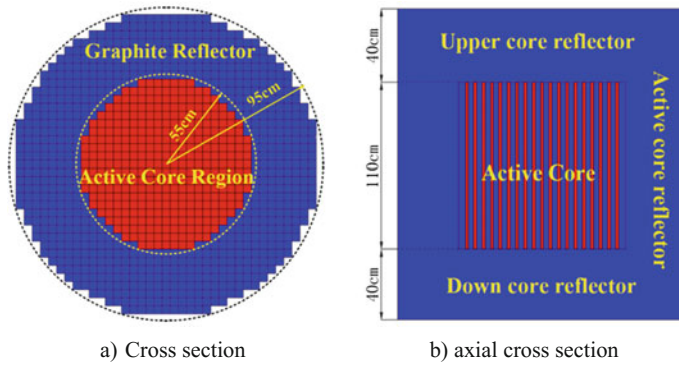 Graphite Reflector
95cm
55cm
Active Core Region
a) Cross section
40cm
110cm
40cm
Upper core reflector
Active Core
Active core reflector
Down core reflector
b) axial cross section